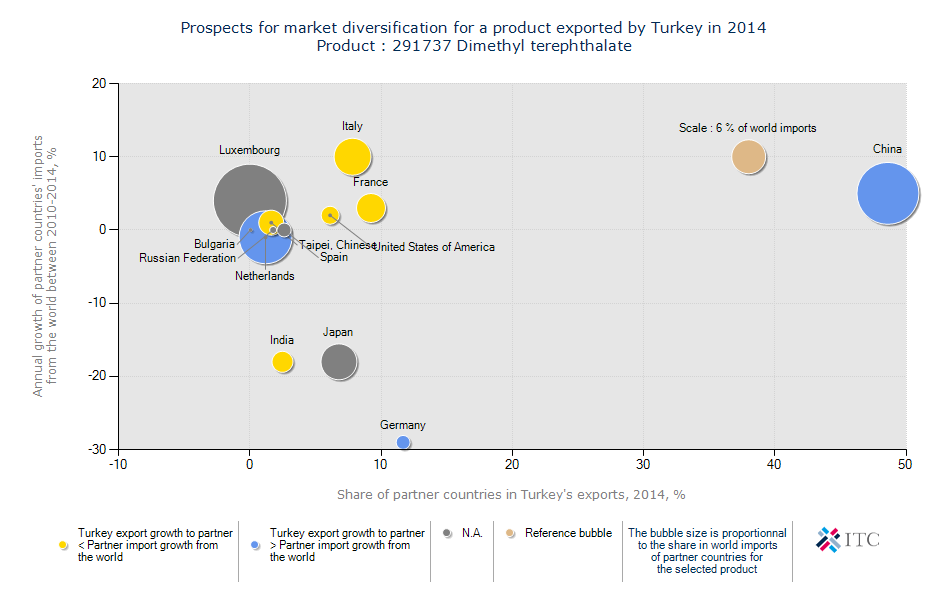 Prospects for market diversification for a product exported by Turkey in 2014
Product : 291737 Dimethyl terephthalate
Annual growth of partner countries' imports
from the world between 2010-2014, %
20
10
0
-10
-20
-30
Italy
Luxembourg
France
Scale : 6 % of world imports
China
Bulgaria
Taipei, Chinese
United States of America
Russian Federation
Spain
Netherlands
India
Japan
Germany
-10
0
10
20
30
40
50
Share of partner countries in Turkey's exports, 2014, %
Turkey export growth to partner
< Partner import growth from
the world
Turkey export growth to partner
> Partner import growth from
the world
N.A.
Reference bubble
The bubble size is proportionnal
to the share in world imports
of partner countries for
the selected product
ITC